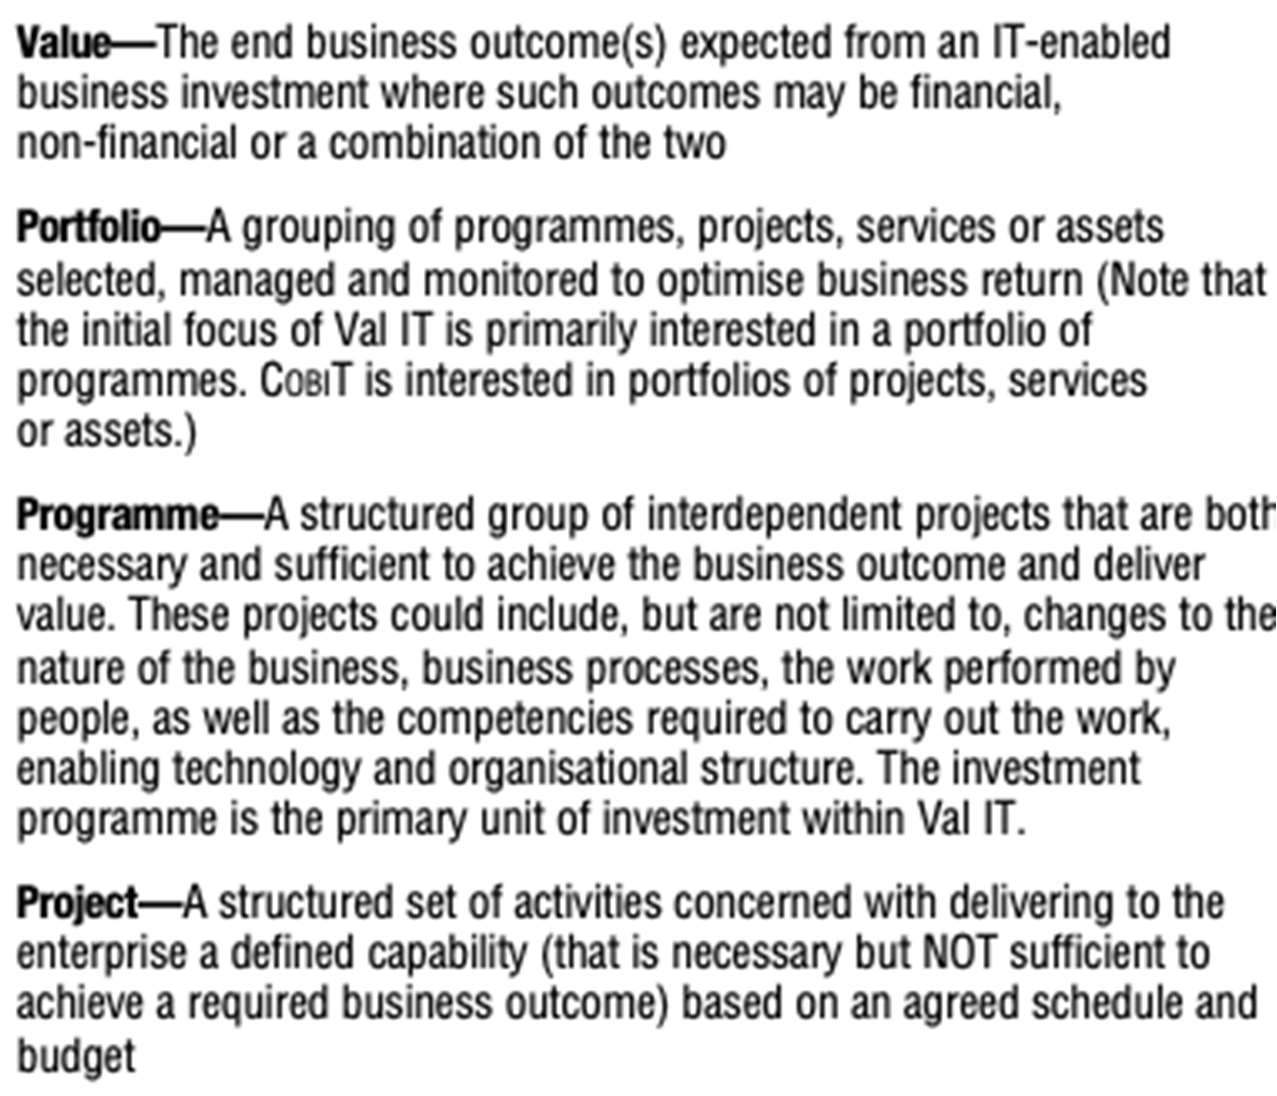 Value—The end business outcome(s) expected from an IT-enabled
business investment where such outcomes may be financial,
non-financial or a combination of the two
Portfolio—A grouping of programmes, projects, services or assets
selected, managed and monitored to optimise business return (Note that
the initial focus of Val IT is primarily interested in a portfolio of
programmes. COBIT is interested in portfolios of projects, services
or assets.)
Programme—A structured group of interdependent projects that are both
necessary and sufficient to achieve the business outcome and deliver
value. These projects could include, but are not limited to, changes to the
nature of the business, business processes, the work performed by
people, as well as the competencies required to carry out the work,
enabling technology and organisational structure. The investment
programme is the primary unit of investment within Val IT.
Project—A structured set of activities concerned with delivering to the
enterprise a defined capability (that is necessary but NOT sufficient to
achieve a required business outcome) based on an agreed schedule and
budget